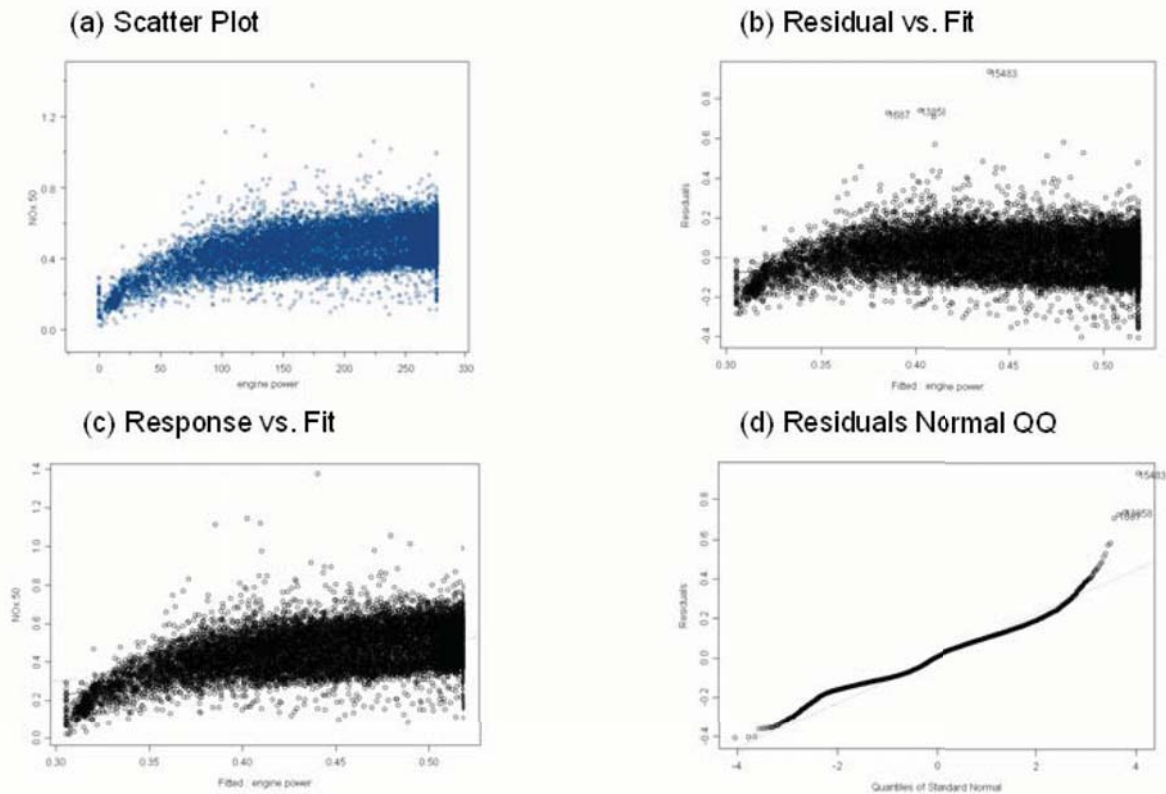 (a) Scatter Plot
NOx 50
1.2
0.8
0.4
0.0
0 50 100 150 200 250 300
engine power
(b) Residual vs. Fit
15483
1687
Residuals
0.8
0.6
0.4
0.2
0.0
-0.2
-0.4
0.30 0.35 0.40 0.45 0.50
Fitted : engine power
(c) Response vs. Fit
NOx 50
1.4
1.2
1.0
0.8
0.6
0.4
0.2
0.0
0.30 0.35 0.40 0.45 0.50
Fitted : engine power
(d) Residuals Normal QQ
15483
Residuals
0.8
0.6
0.4
0.2
0.0
-0.2
-0.4
-4 -2 0 2 4
Quantiles of Standard Normal